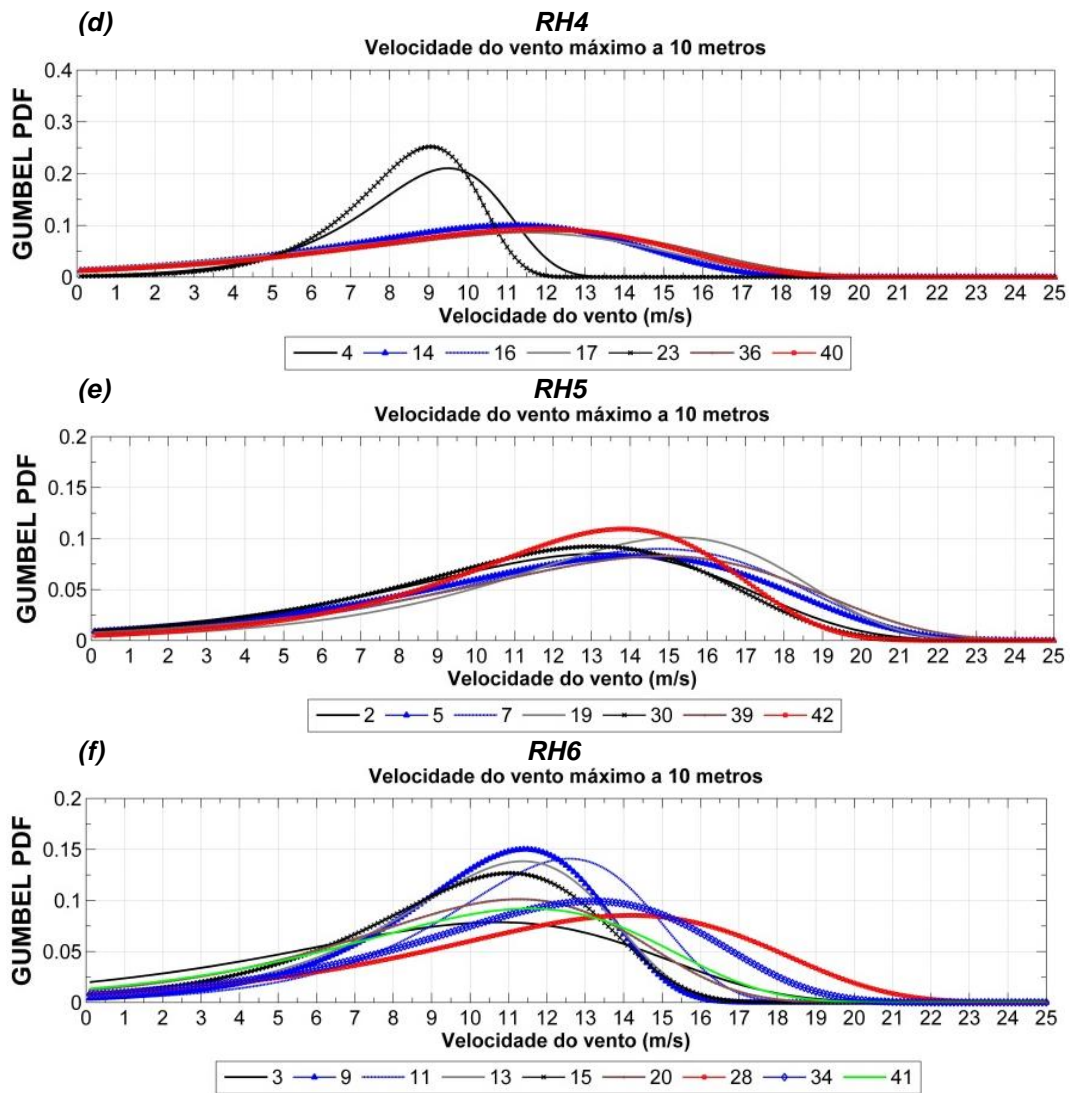 (d) RH4
Velocidade do vento máximo a 10 metros
GUMBEL PDF
0.4
0.3
0.2
0.1
0
0 1 2 3 4 5 6 7 8 9 10 11 12 13 14 15 16 17 18 19 20 21 22 23 24 25
Velocidade do vento (m/s)
4 14 16 17 23 36 40
(e) RH5
Velocidade do vento máximo a 10 metros
GUMBEL PDF
0.2
0.15
0.1
0.05
0
0 1 2 3 4 5 6 7 8 9 10 11 12 13 14 15 16 17 18 19 20 21 22 23 24 25
Velocidade do vento (m/s)
2 5 7 19 30 39 42
(f) RH6
Velocidade do vento máximo a 10 metros
GUMBEL PDF
0.2
0.15
0.1
0.05
0
0 1 2 3 4 5 6 7 8 9 10 11 12 13 14 15 16 17 18 19 20 21 22 23 24 25
Velocidade do vento (m/s)
3 9 11 13 15 20 28 34 41